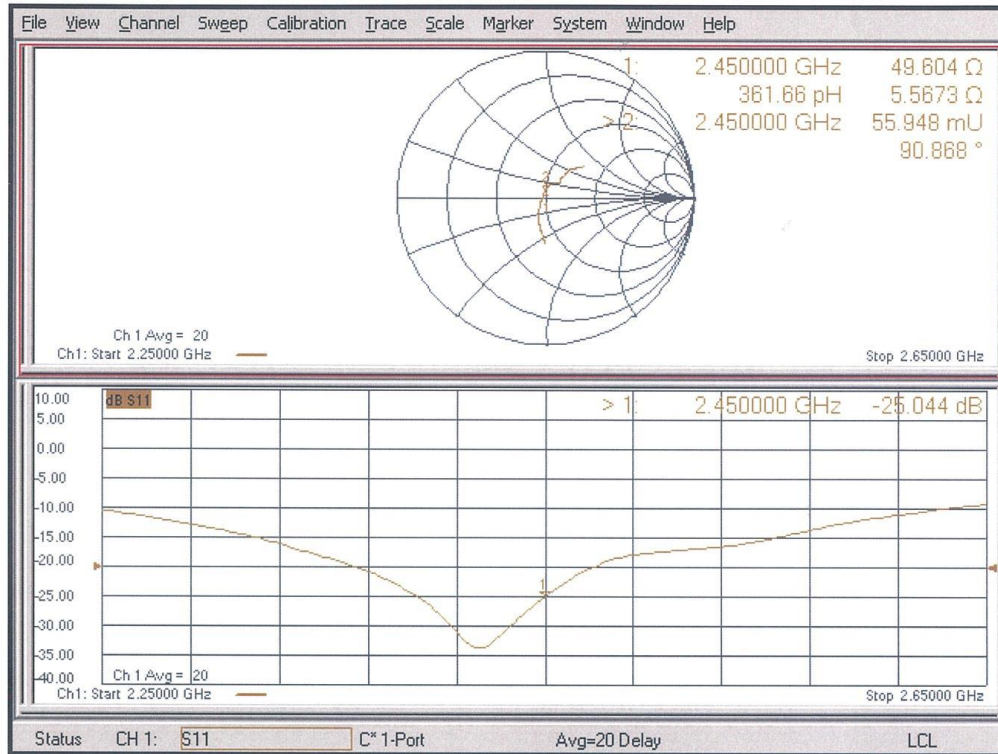 File View Channel Sweep Calibration Trace Scale Marker System Window Help
1: 2.450000 GHz 49.604 Ω
361.66 pH 5.5673 Ω
> 2: 2.450000 GHz 55.948 mU
90.868 °
Ch 1 Avg = 20
Ch1: Start 2.25000 GHz
Stop 2.65000 GHz
10.00 dB S11 > 1: 2.450000 GHz -25.044 dB
5.00
0.00
-5.00
-10.00
-15.00
-20.00
-25.00 1
-30.00
-35.00
-40.00 Ch 1 Avg = 20
Ch1: Start 2.25000 GHz
Stop 2.65000 GHz
Status CH 1: S11 C* 1-Port Avg=20 Delay LCL